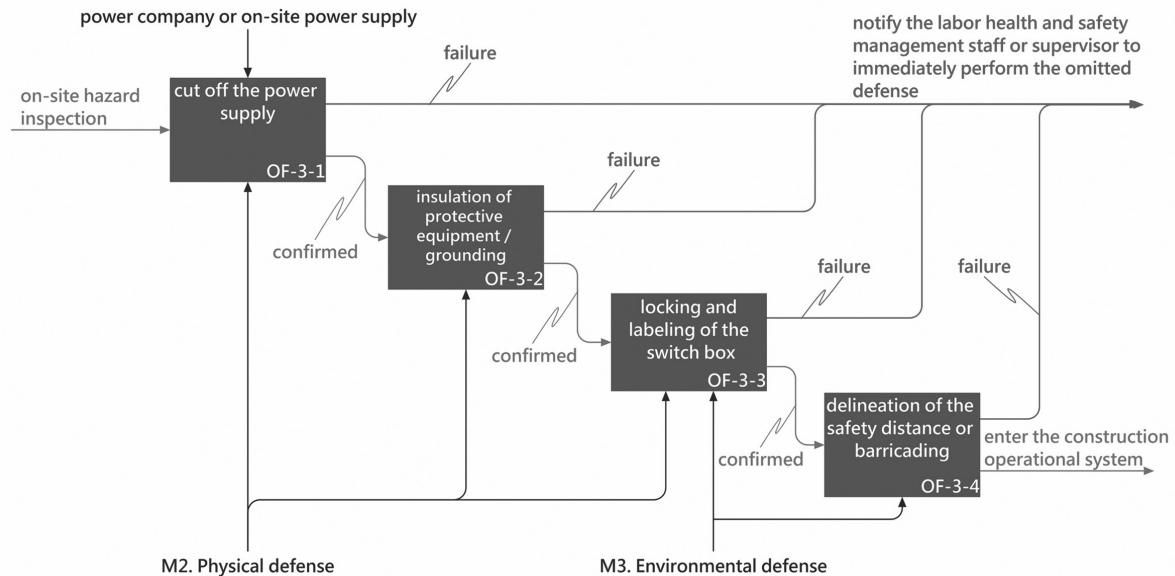 power company or on-site power supply
notify the labor health and safety
management staff or supervisor to
immediately perform the omitted
defense
failure
on-site hazard
inspection
cut off the power
supply
OF-3-1
failure
confirmed
insulation of
protective
equipment /
grounding
OF-3-2
failure
failure
confirmed
locking and
labeling of the
switch box
OF-3-3
confirmed
delineation of the
safety distance or
barricading
OF-3-4
enter the construction
operational system
M2. Physical defense
M3. Environmental defense